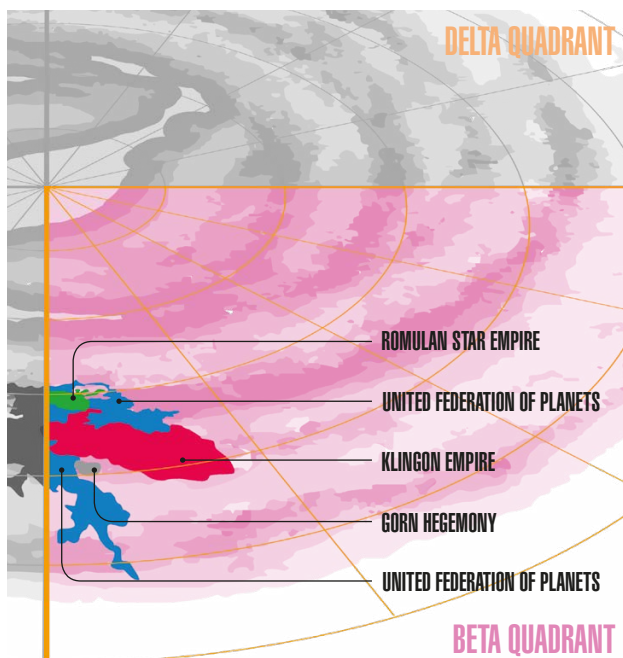 DELTA QUADRANT
ROMULAN STAR EMPIRE
UNITED FEDERATION OF PLANETS
KLINGON EMPIRE
GORN HEGEMONY
UNITED FEDERATION OF PLANETS
BETA QUADRANT